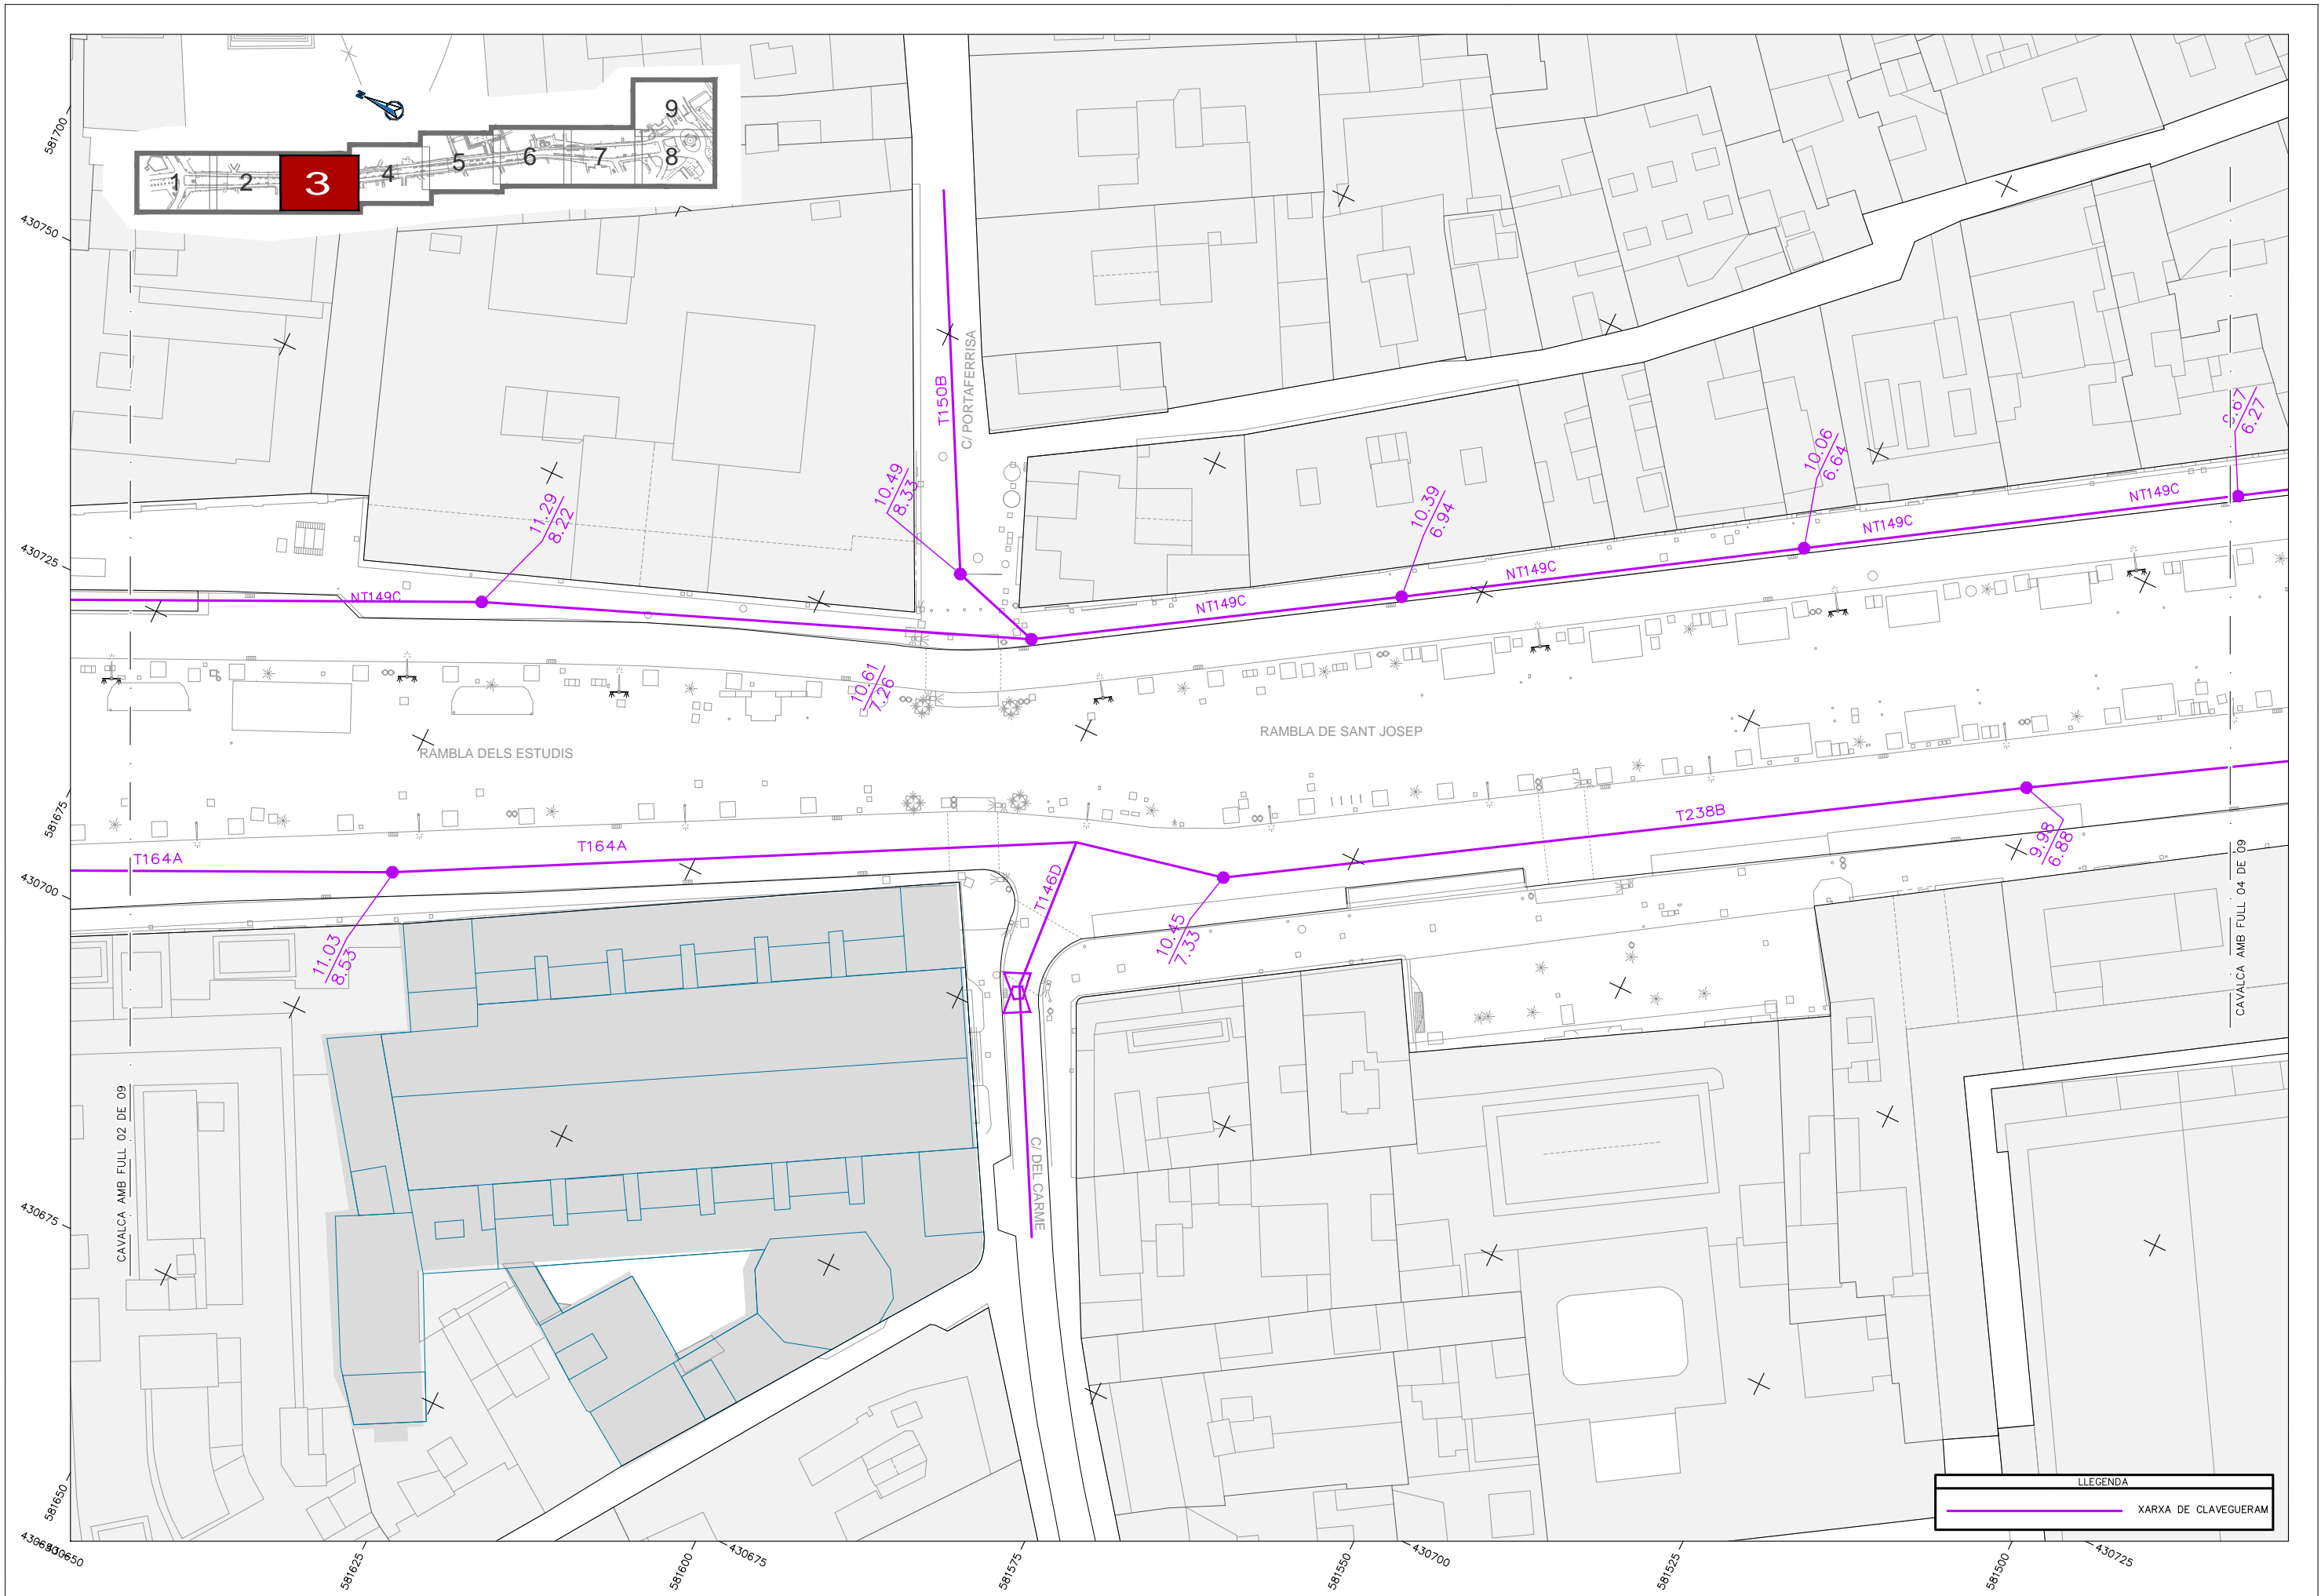 581700
430750
430725
581675
430700
430675
581650
430650
581625
581600
430675
581575
581550
430700
581525
581500
430725
1
2
3
4
5
6
7
8
9
T150B
C/ PORTAFERRISA
11.29
8.22
10.49
8.33
10.39
6.94
10.06
6.64
6.27
NT149C
NT149C
NT149C
NT149C
NT149C
10.61
7.26
RAMBLA DELS ESTUDIS
RAMBLA DE SANT JOSEP
T164A
T164A
T146D
T238B
11.03
8.53
10.45
7.33
9.98
6.88
C/ DEL CARME
CAVALCA AMB FULL 02 DE 09
CAVALCA AMB FULL 04 DE 09
LLEGENDA
XARXA DE CLAVEGUERAM